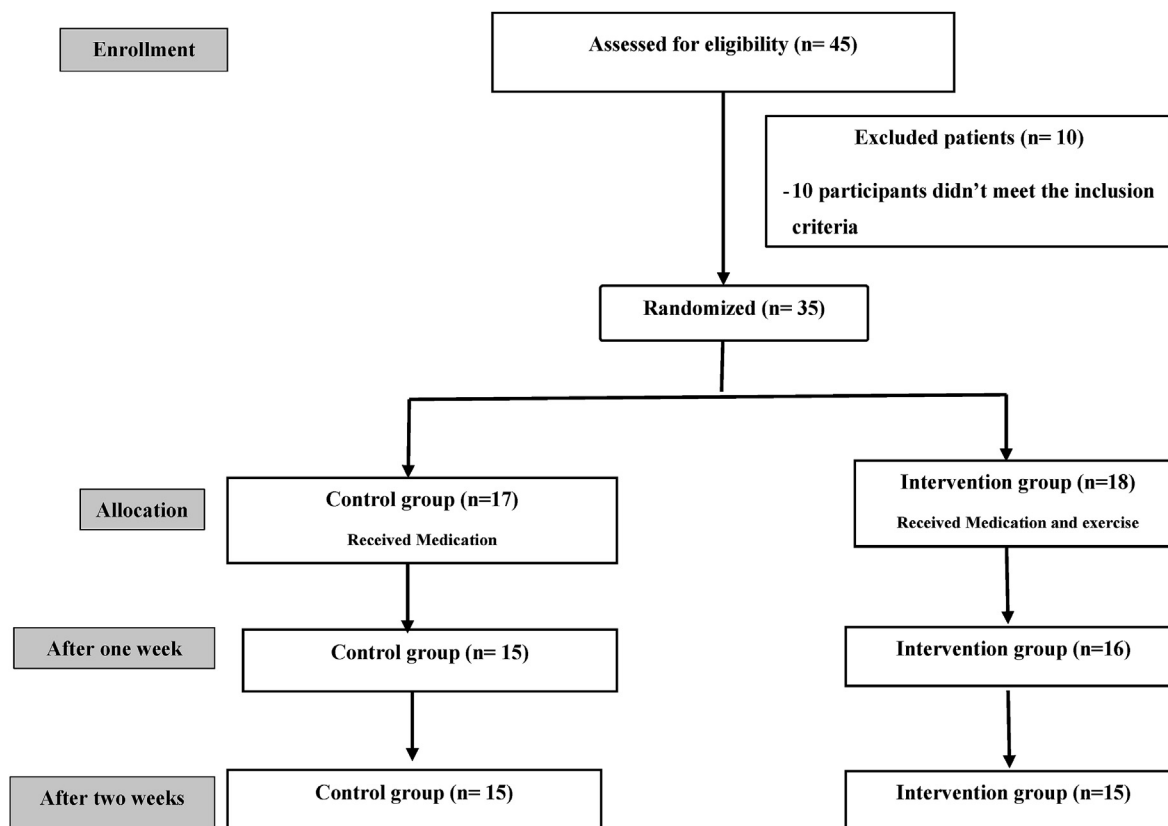 Enrollment
Assessed for eligibility (n= 45)
Excluded patients (n= 10)
-10 participants didn’t meet the inclusion
criteria
Randomized (n= 35)
Allocation
Control group (n=17)
Received Medication
Intervention group (n=18)
Received Medication and exercise
After one week
Control group (n= 15)
Intervention group (n=16)
After two weeks
Control group (n= 15)
Intervention group (n=15)